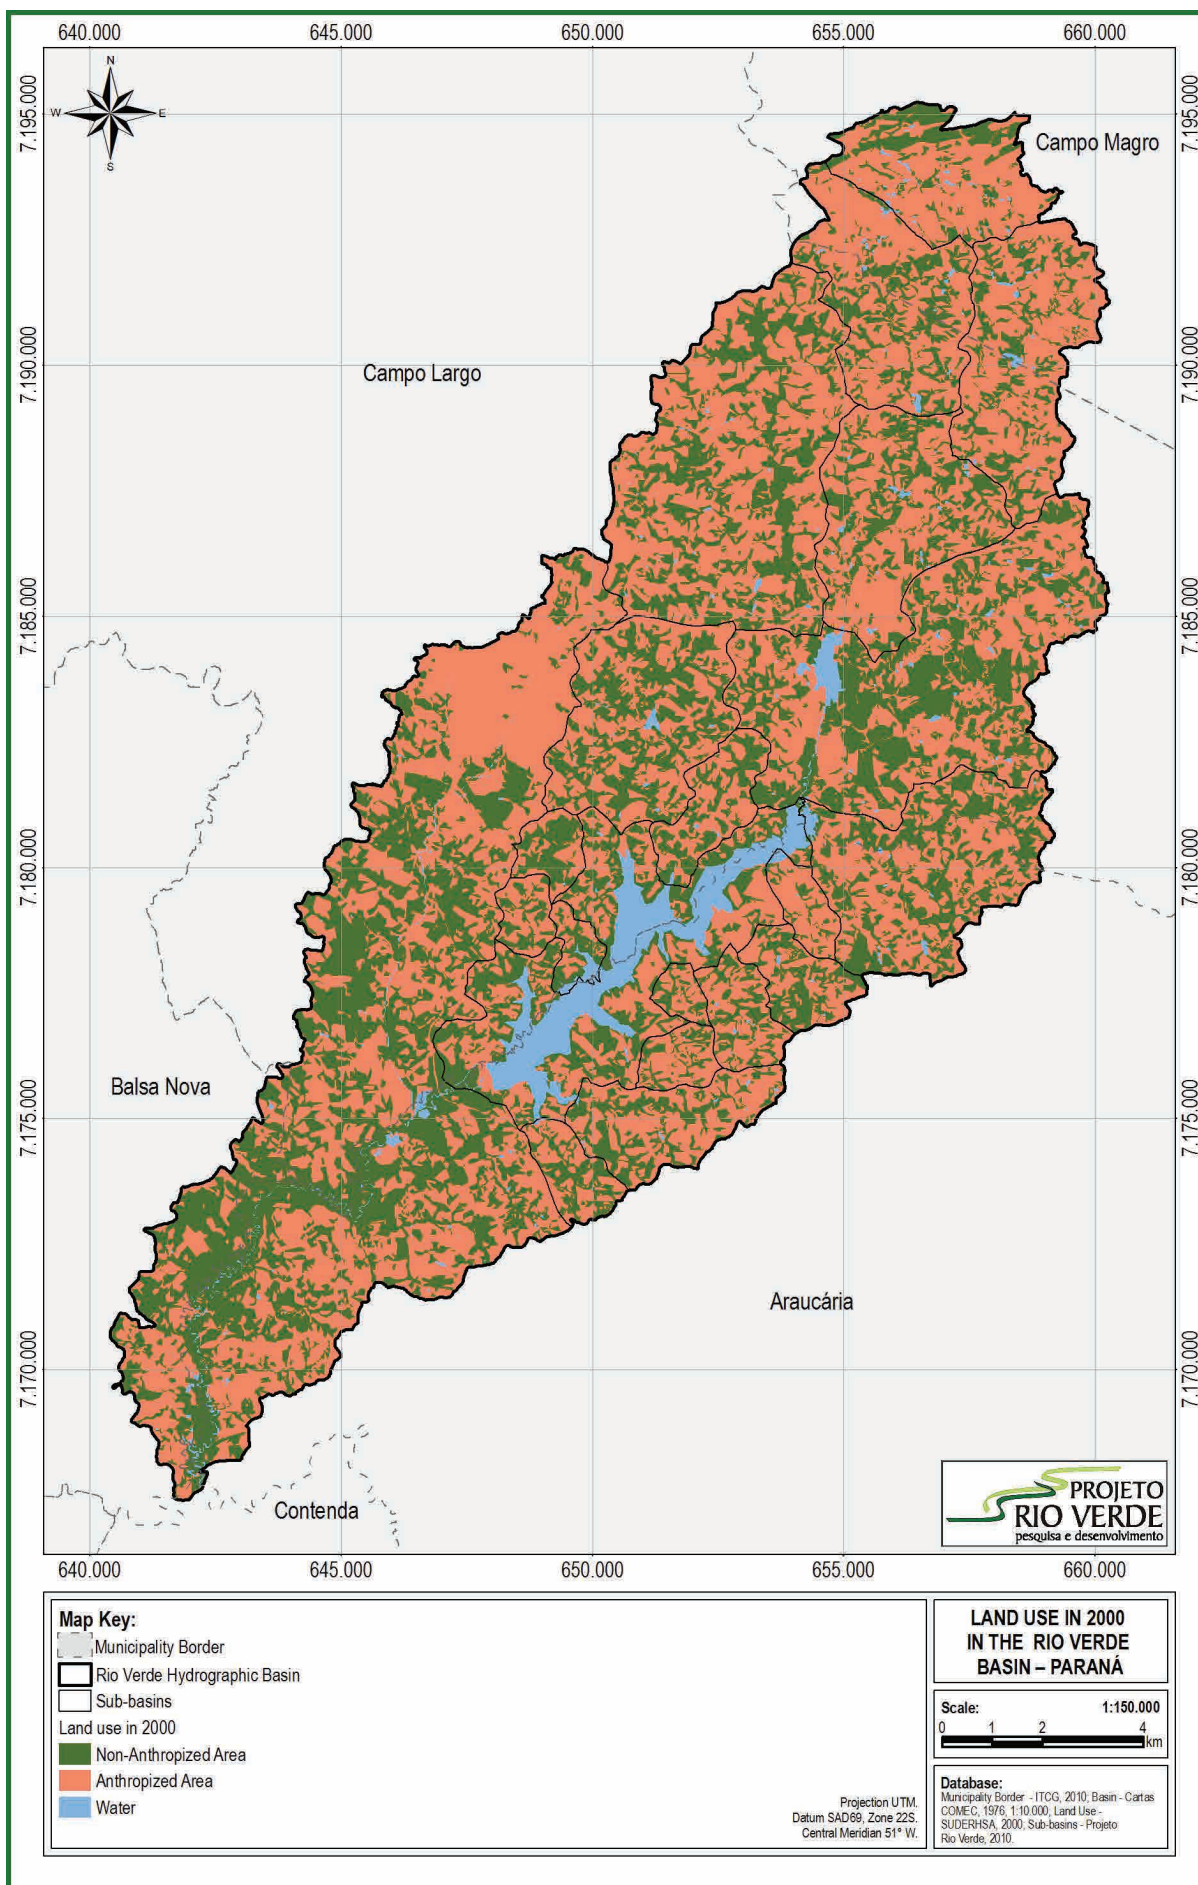 640.000 645.000 650.000 655.000 660.000
N
W E
S
7.195.000 7.195.000
Campo Magro
7.190.000 7.190.000
Campo Largo
7.185.000 7.185.000
7.180.000 7.180.000
Balsa Nova
7.175.000 7.175.000
Araucária
7.170.000 7.170.000
Contenda
PROJETO
RIO VERDE
pesquisa e desenvolvimento
640.000 645.000 650.000 655.000 660.000
Map Key:
Municipality Border
Rio Verde Hydrographic Basin
Sub-basins
Land use in 2000
Non-Anthropized Area
Anthropized Area
Water
Projection UTM.
Datum SAD69, Zone 22S.
Central Meridian 51° W.
LAND USE IN 2000
IN THE RIO VERDE
BASIN – PARANÁ
Scale: 1:150.000
0 1 2 4
km
Database:
Municipality Border - ITCG, 2010; Basin - Cartas
COMEC, 1976, 1:10.000; Land Use -
SUDERHSA, 2000; Sub-basins - Projeto
Rio Verde, 2010.